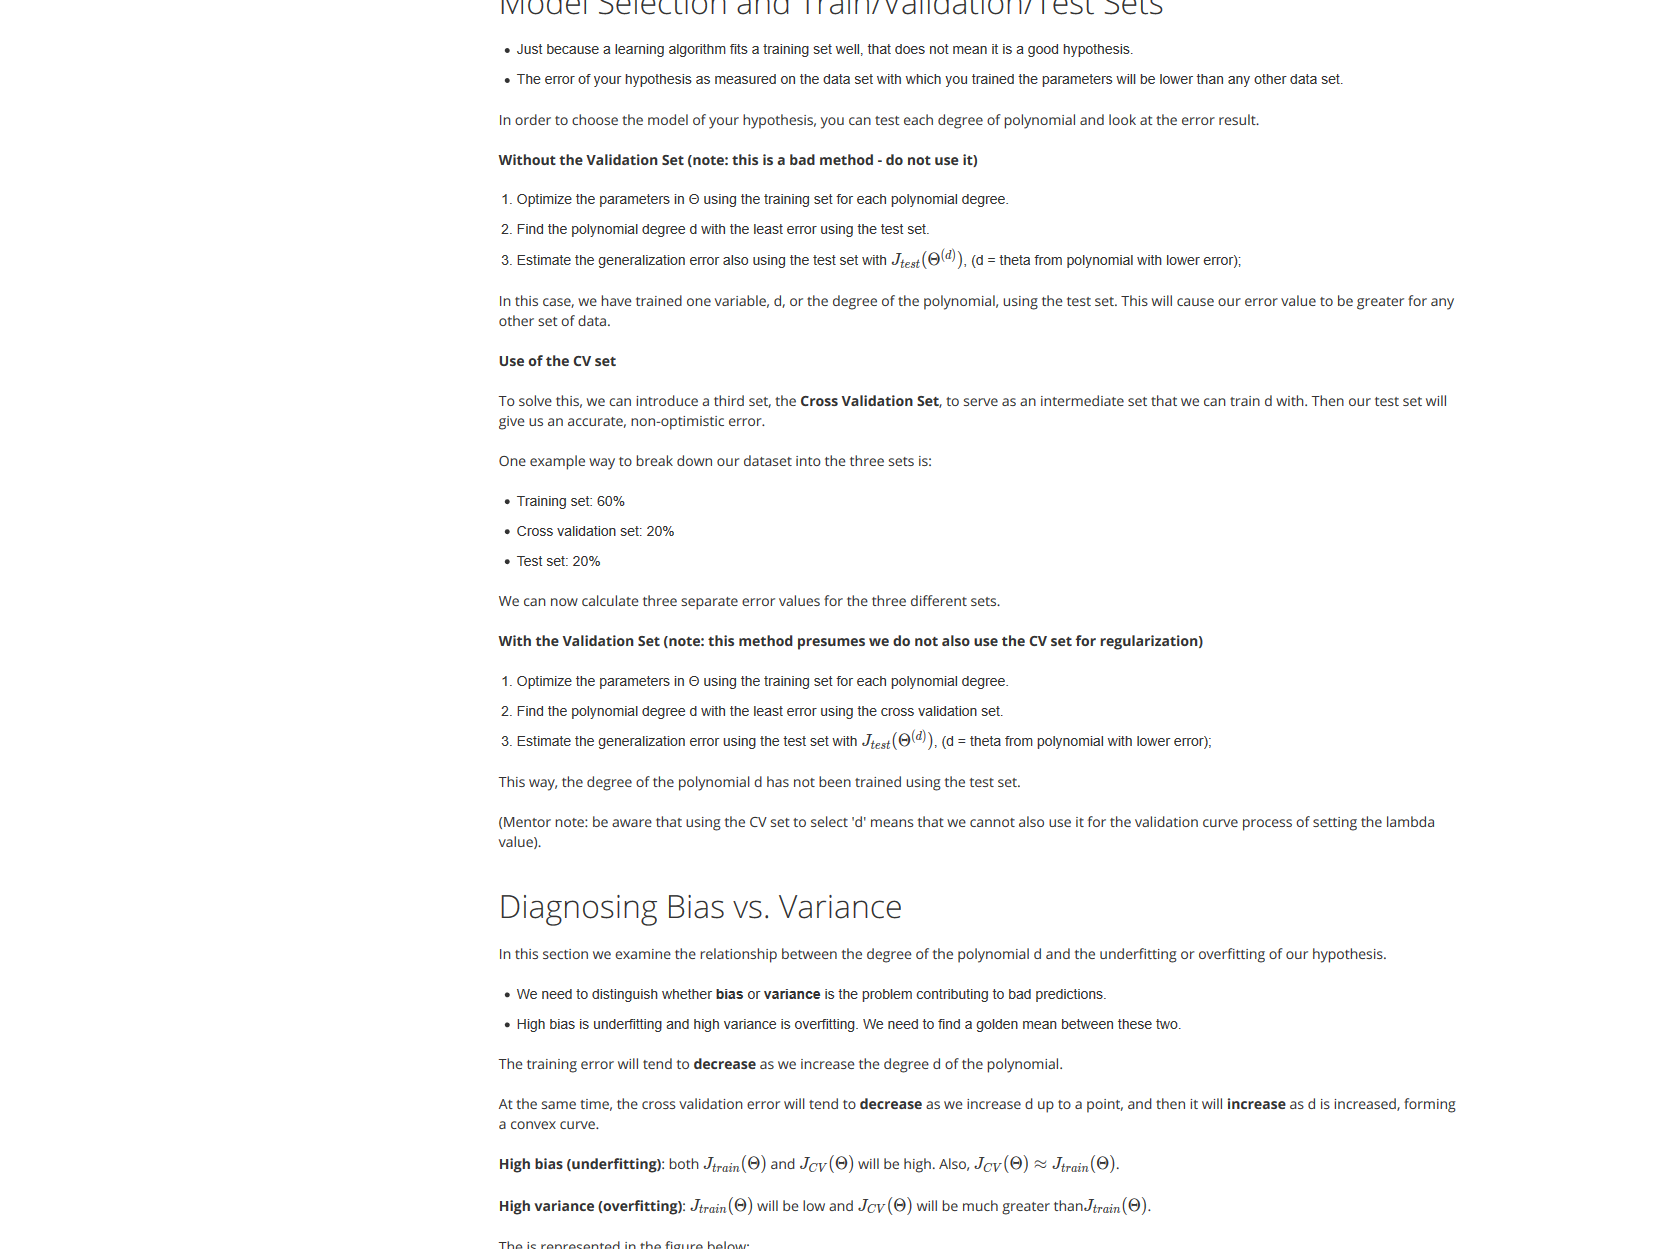 Model Selection and Train/Validation/Test Sets
• Just because a learning algorithm fits a training set well, that does not mean it is a good hypothesis.
• The error of your hypothesis as measured on the data set with which you trained the parameters will be lower than any other data set.
In order to choose the model of your hypothesis, you can test each degree of polynomial and look at the error result.
Without the Validation Set (note: this is a bad method - do not use it)
1. Optimize the parameters in Θ using the training set for each polynomial degree.
2. Find the polynomial degree d with the least error using the test set.
3. Estimate the generalization error also using the test set with J_{test}(Θ^{(d)}), (d = theta from polynomial with lower error);
In this case, we have trained one variable, d, or the degree of the polynomial, using the test set. This will cause our error value to be greater for any
other set of data.
Use of the CV set
To solve this, we can introduce a third set, the Cross Validation Set, to serve as an intermediate set that we can train d with. Then our test set will
give us an accurate, non-optimistic error.
One example way to break down our dataset into the three sets is:
• Training set: 60%
• Cross validation set: 20%
• Test set: 20%
We can now calculate three separate error values for the three different sets.
With the Validation Set (note: this method presumes we do not also use the CV set for regularization)
1. Optimize the parameters in Θ using the training set for each polynomial degree.
2. Find the polynomial degree d with the least error using the cross validation set.
3. Estimate the generalization error using the test set with J_{test}(Θ^{(d)}), (d = theta from polynomial with lower error);
This way, the degree of the polynomial d has not been trained using the test set.
(Mentor note: be aware that using the CV set to select 'd' means that we cannot also use it for the validation curve process of setting the lambda
value).
Diagnosing Bias vs. Variance
In this section we examine the relationship between the degree of the polynomial d and the underfitting or overfitting of our hypothesis.
• We need to distinguish whether bias or variance is the problem contributing to bad predictions.
• High bias is underfitting and high variance is overfitting. We need to find a golden mean between these two.
The training error will tend to decrease as we increase the degree d of the polynomial.
At the same time, the cross validation error will tend to decrease as we increase d up to a point, and then it will increase as d is increased, forming
a convex curve.
High bias (underfitting): both J_{train}(Θ) and J_{CV}(Θ) will be high. Also, J_{CV}(Θ) ≈ J_{train}(Θ).
High variance (overfitting): J_{train}(Θ) will be low and J_{CV}(Θ) will be much greater thanJ_{train}(Θ).
The is represented in the figure below: